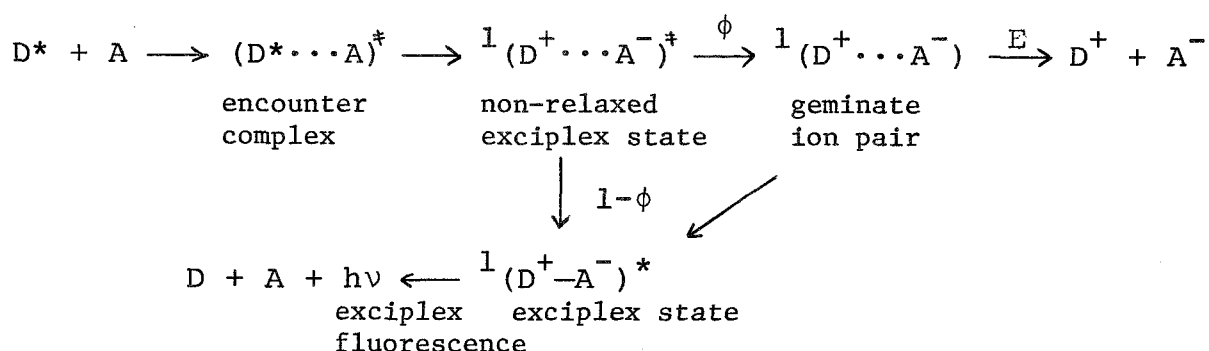 D* + A ⟶ (D*···A)‡ ⟶ ¹(D⁺···A⁻)‡ ⟶ϕ ¹(D⁺···A⁻) ⟶E D⁺ + A⁻
encounter non-relaxed geminate
complex exciplex state ion pair
1-ϕ
D + A + hν ⟵ ¹(D⁺—A⁻)*
exciplex exciplex state
fluorescence